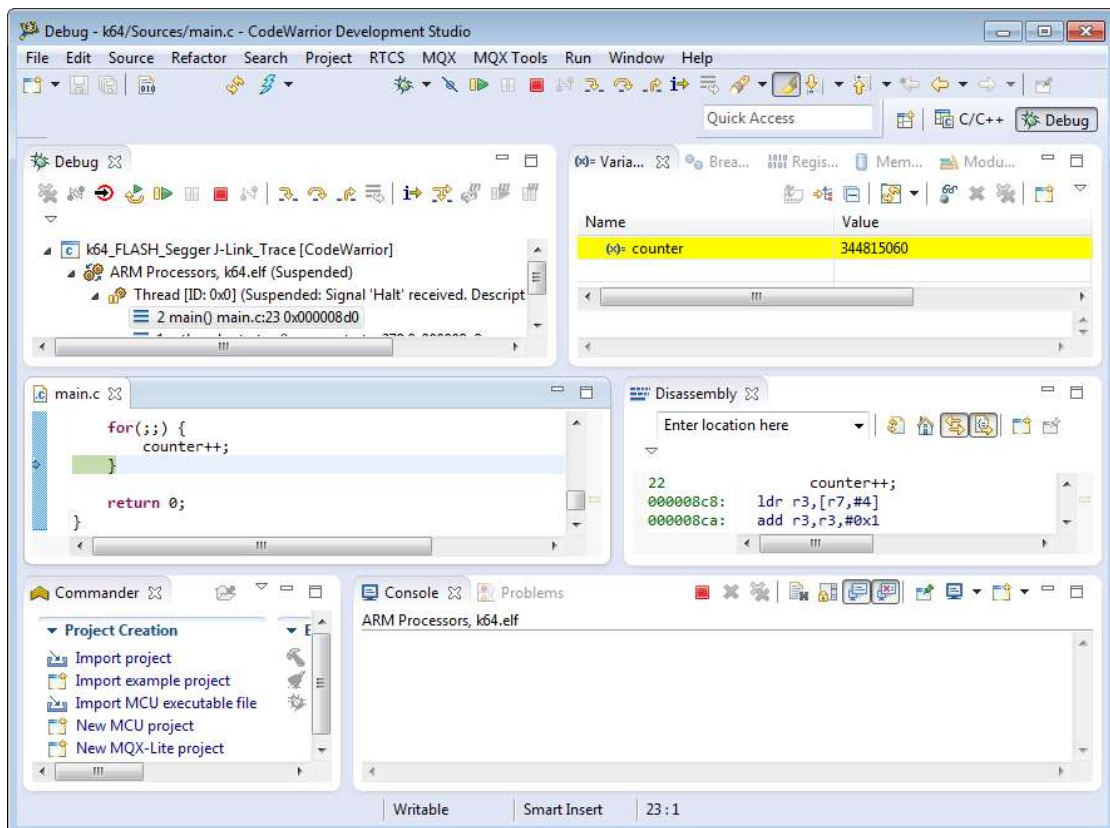 Debug - k64/Sources/main.c - CodeWarrior Development Studio
File Edit Source Refactor Search Project RTCS MQX MQX Tools Run Window Help
Quick Access
C/C++
Debug
Debug
k64_FLASH_Segger J-Link_Trace [CodeWarrior]
ARM Processors, k64.elf (Suspended)
Thread [ID: 0x0] (Suspended: Signal 'Halt' received. Descript
2 main() main.c:23 0x000008d0
(x)= Varia... Brea... Regis... Mem... Modu...
Name Value
(x)= counter 344815060
main.c
for(;;) {
counter++;
}
return 0;
}
Disassembly
Enter location here
22 counter++;
000008c8: ldr r3,[r7,#4]
000008ca: add r3,r3,#0x1
Commander
Project Creation
Import project
Import example project
Import MCU executable file
New MCU project
New MQX-Lite project
Console Problems
ARM Processors, k64.elf
Writable Smart Insert 23 : 1